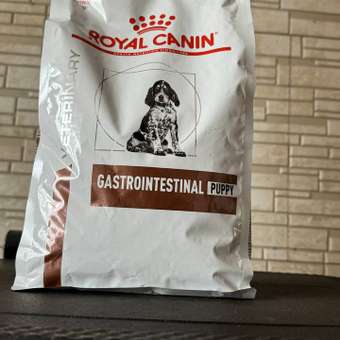 ROYAL CANIN
VETERINARY
GASTROINTESTINAL PUPPY